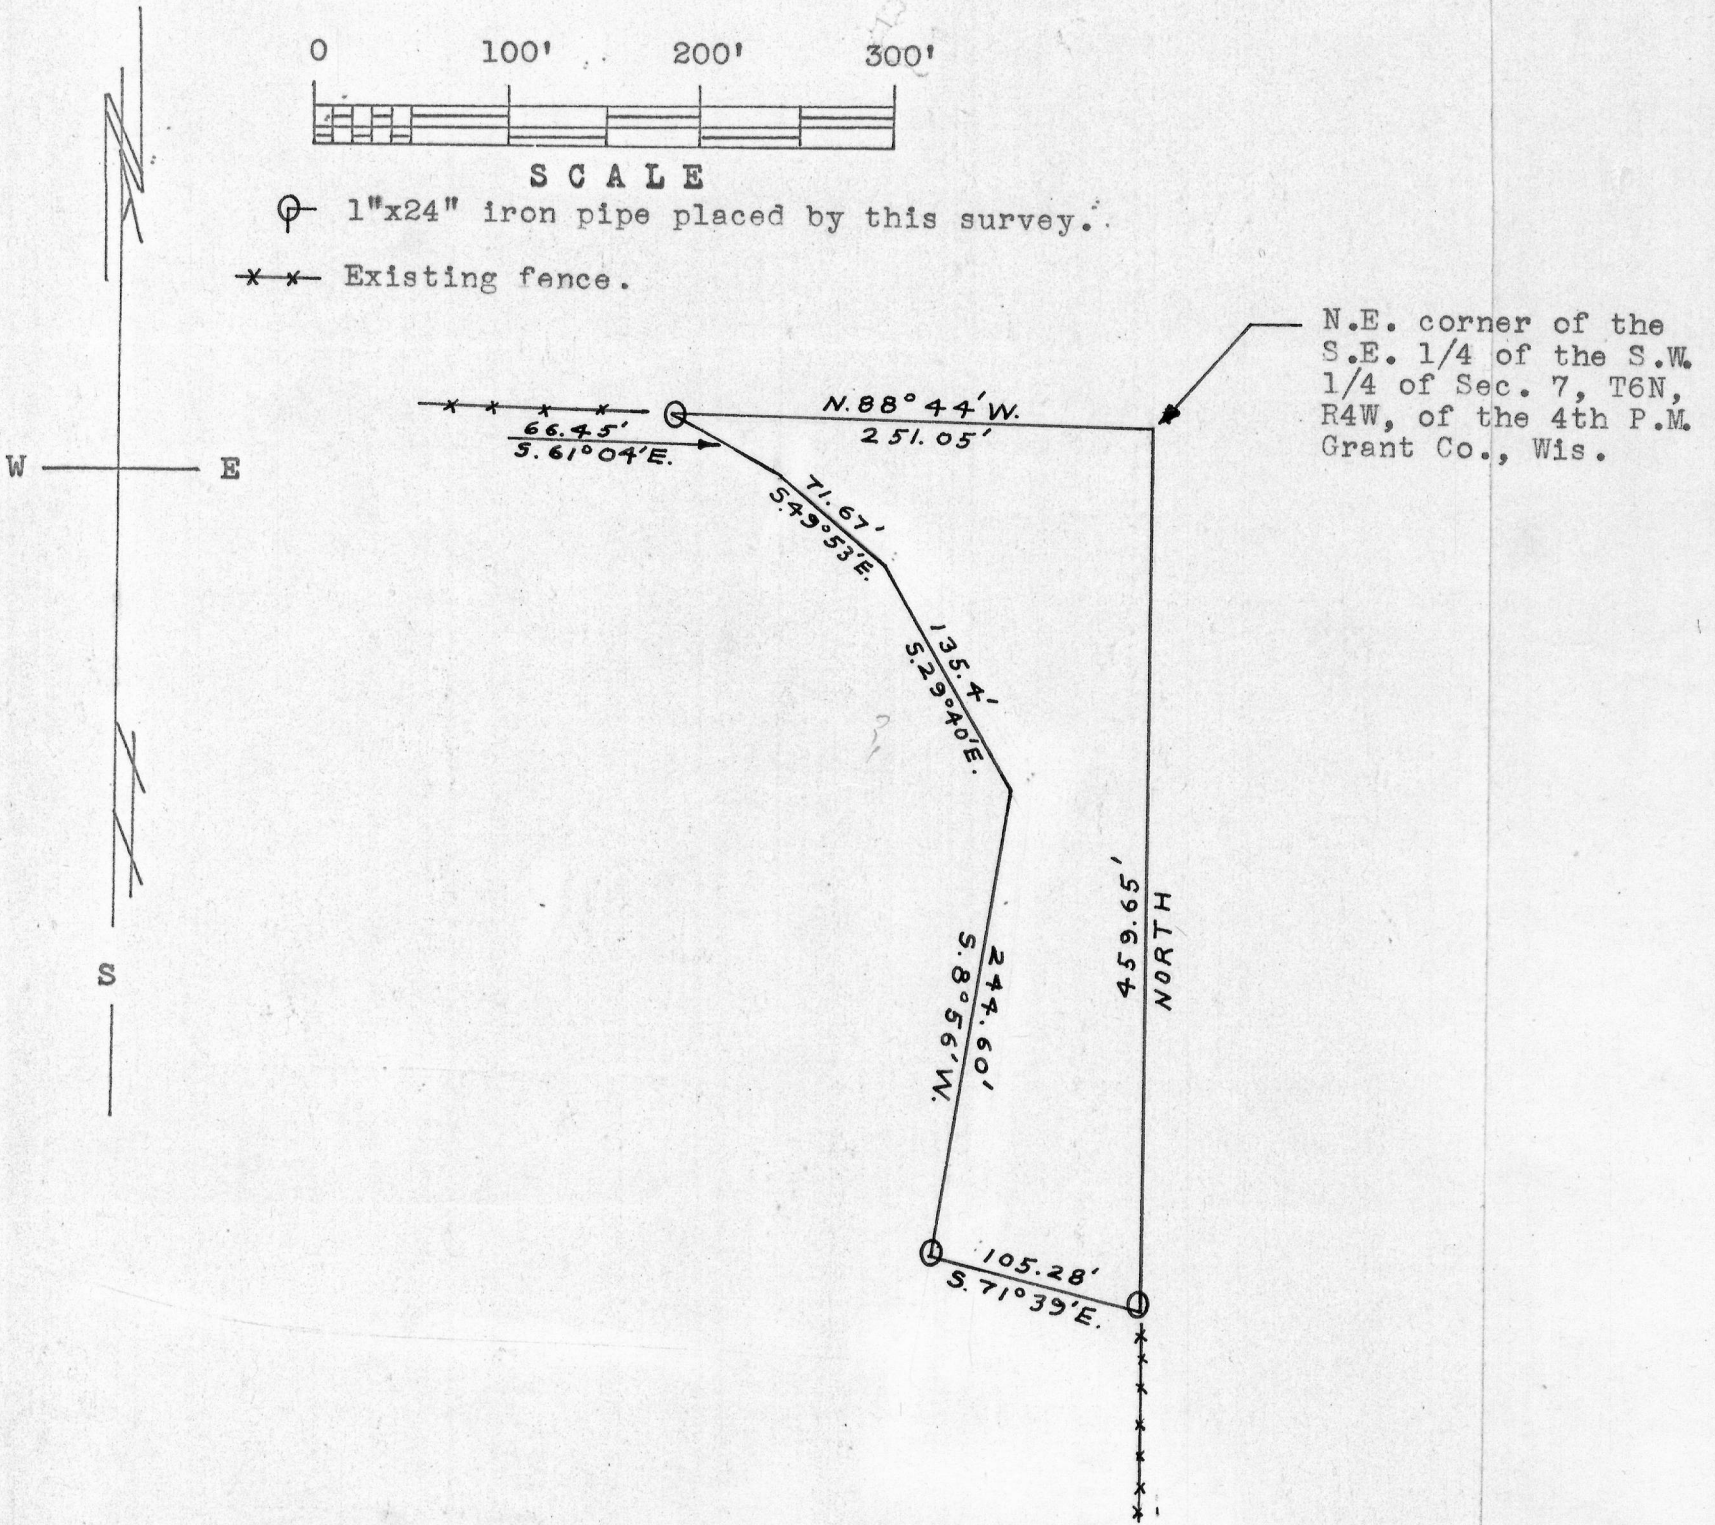 0 100' 200' 300'
SCALE
1"x24" iron pipe placed by this survey.
Existing fence.
N.E. corner of the
S.E. 1/4 of the S.W.
1/4 of Sec. 7, T6N,
R4W, of the 4th P.M.
Grant Co., Wis.
N.88°44'W.
251.05'
66.45'
S.61°04'E.
W E
71.67'
S.49°53'E.
135.4'
S.29°40'E.
459.65'
NORTH
244.60'
S.8°56'W.
S
105.28'
S.71°39'E.